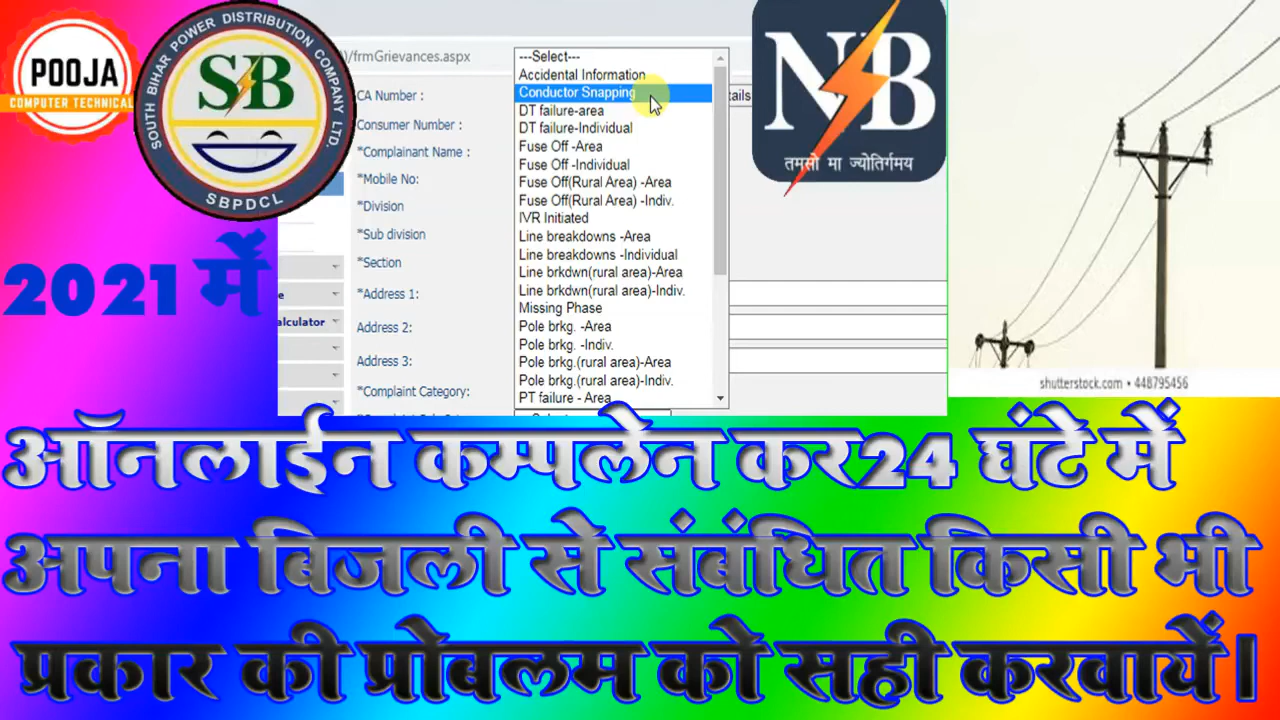 POOJA
COMPUTER TECHNICAL
SOUTH BIHAR POWER DISTRIBUTION COMPANY LTD.
SB
SBPDCL
/frmGrievances.aspx
CA Number :
Consumer Number :
*Complainant Name :
*Mobile No:
*Division
*Sub division
*Section
*Address 1:
Address 2:
Address 3:
*Complaint Category:
alculator
---Select---
Accidental Information
Conductor Snapping
DT failure-area
DT failure-Individual
Fuse Off -Area
Fuse Off -Individual
Fuse Off(Rural Area) -Area
Fuse Off(Rural Area) -Indiv.
IVR Initiated
Line breakdowns -Area
Line breakdowns -Individual
Line brkdwn(rural area)-Area
Line brkdwn(rural area)-Indiv.
Missing Phase
Pole brkg. -Area
Pole brkg. -Indiv.
Pole brkg.(rural area)-Area
Pole brkg.(rural area)-Indiv.
PT failure - Area
tails
NB
तमसो मा ज्योतिर्गमय
shutterstock.com • 448795456
2021 में
ऑनलाईन कम्पलेन कर24 घंटे में
अपना बिजली से संबंधित किसी भी
प्रकार की प्रोबलम को सही करवायें।